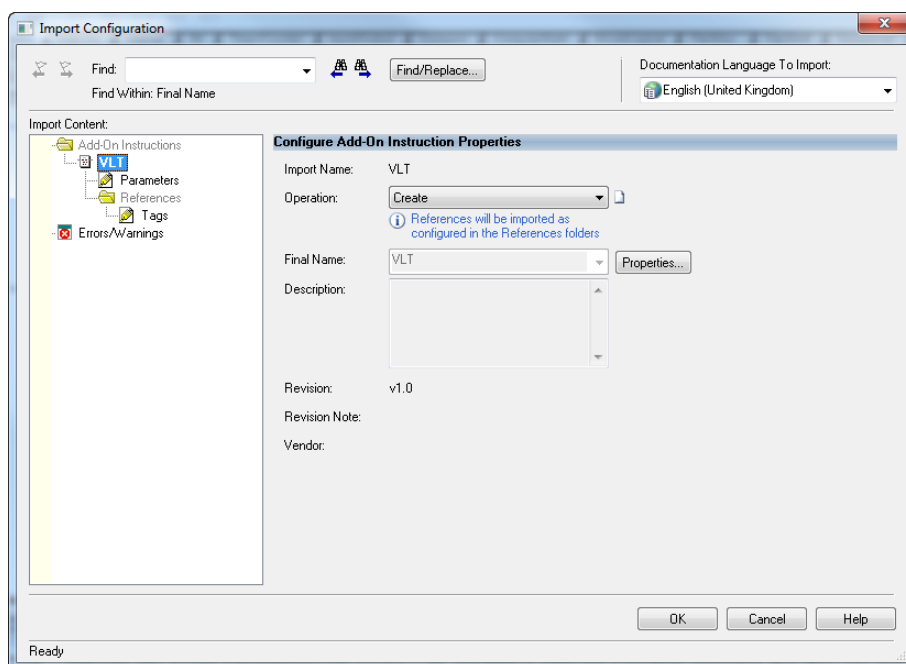 Import Configuration
Find:
Find/Replace...
Find Within: Final Name
Documentation Language To Import:
English (United Kingdom)
Import Content:
Add-On Instructions
VLT
Parameters
References
Tags
Errors/Warnings
Configure Add-On Instruction Properties
Import Name: VLT
Operation: Create
References will be imported as
configured in the References folders
Final Name: VLT Properties...
Description:
Revision: v1.0
Revision Note:
Vendor:
OK Cancel Help
Ready